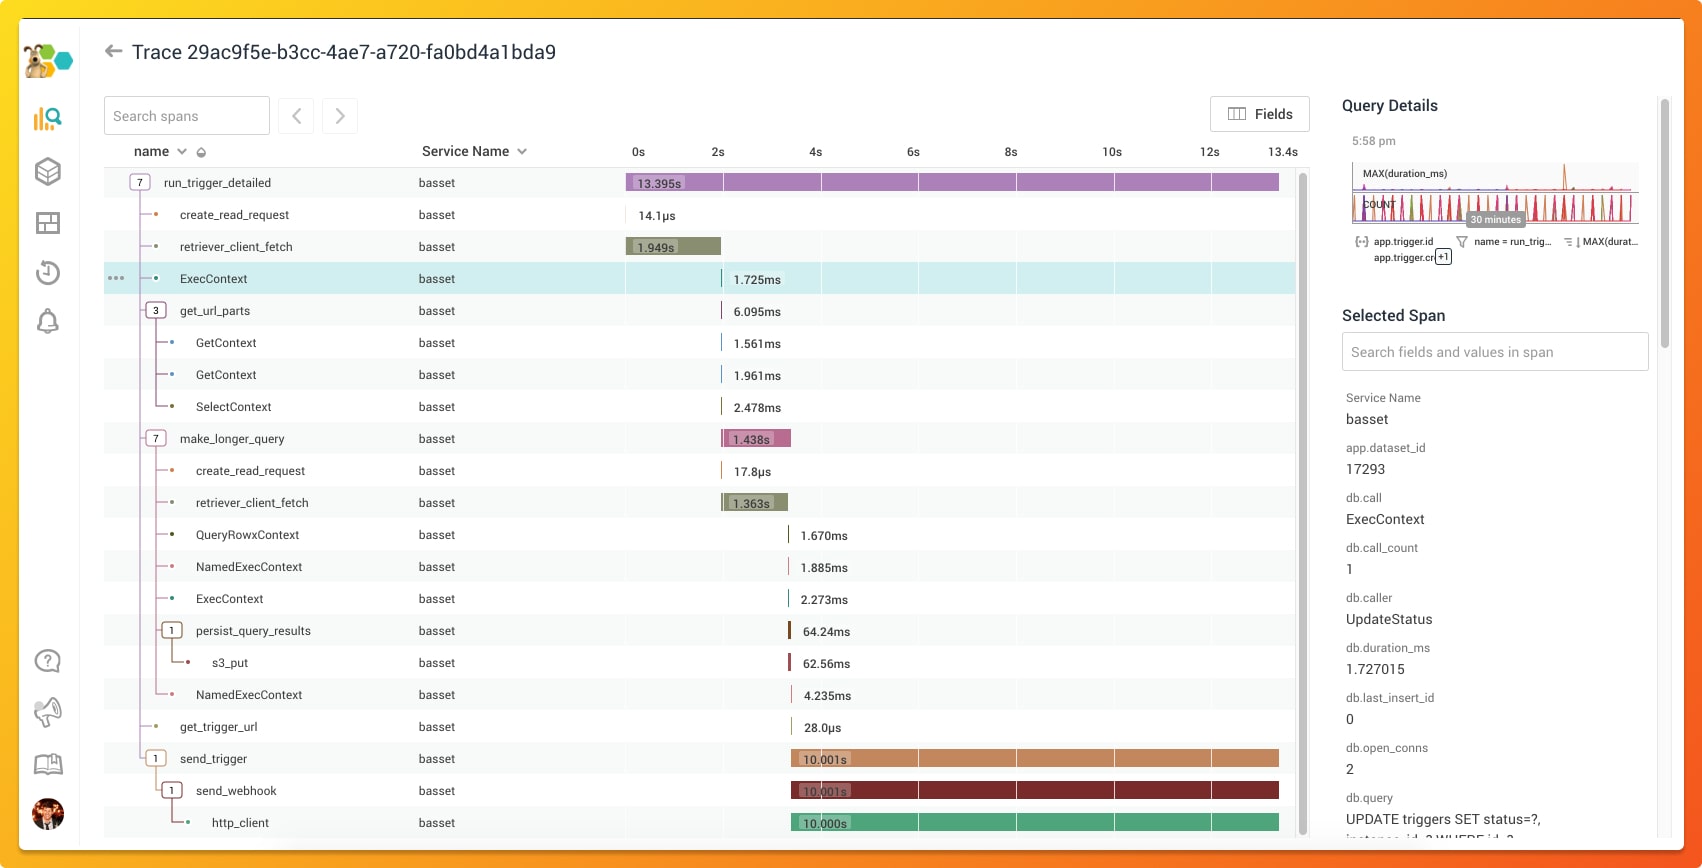 Trace 29ac9f5e-b3cc-4ae7-a720-fa0bd4a1bda9
Search spans
Fields
name Service Name 0s 2s 4s 6s 8s 10s 12s 13.4s
7 run_trigger_detailed basset 13.395s
create_read_request basset 14.1μs
retriever_client_fetch basset 1.949s
ExecContext basset 1.725ms
3 get_url_parts basset 6.095ms
GetContext basset 1.561ms
GetContext basset 1.961ms
SelectContext basset 2.478ms
7 make_longer_query basset 1.438s
create_read_request basset 17.8μs
retriever_client_fetch basset 1.363s
QueryRowxContext basset 1.670ms
NamedExecContext basset 1.885ms
ExecContext basset 2.273ms
1 persist_query_results basset 64.24ms
s3_put basset 62.56ms
NamedExecContext basset 4.235ms
get_trigger_url basset 28.0μs
1 send_trigger basset 10.001s
1 send_webhook basset 10.001s
http_client basset 10.000s
Query Details
5:58 pm
MAX(duration_ms)
COUNT
30 minutes
app.trigger.id name = run_trig... MAX(durat...
app.trigger.cr +1
Selected Span
Search fields and values in span
Service Name
basset
app.dataset_id
17293
db.call
ExecContext
db.call_count
1
db.caller
UpdateStatus
db.duration_ms
1.727015
db.last_insert_id
0
db.open_conns
2
db.query
UPDATE triggers SET status=?,